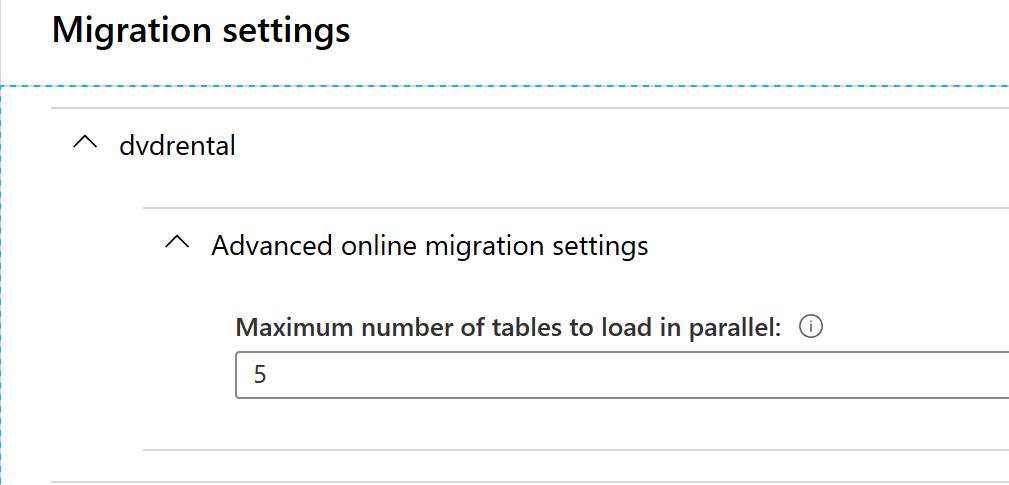 Migration settings
dvdrental
Advanced online migration settings
Maximum number of tables to load in parallel:
5